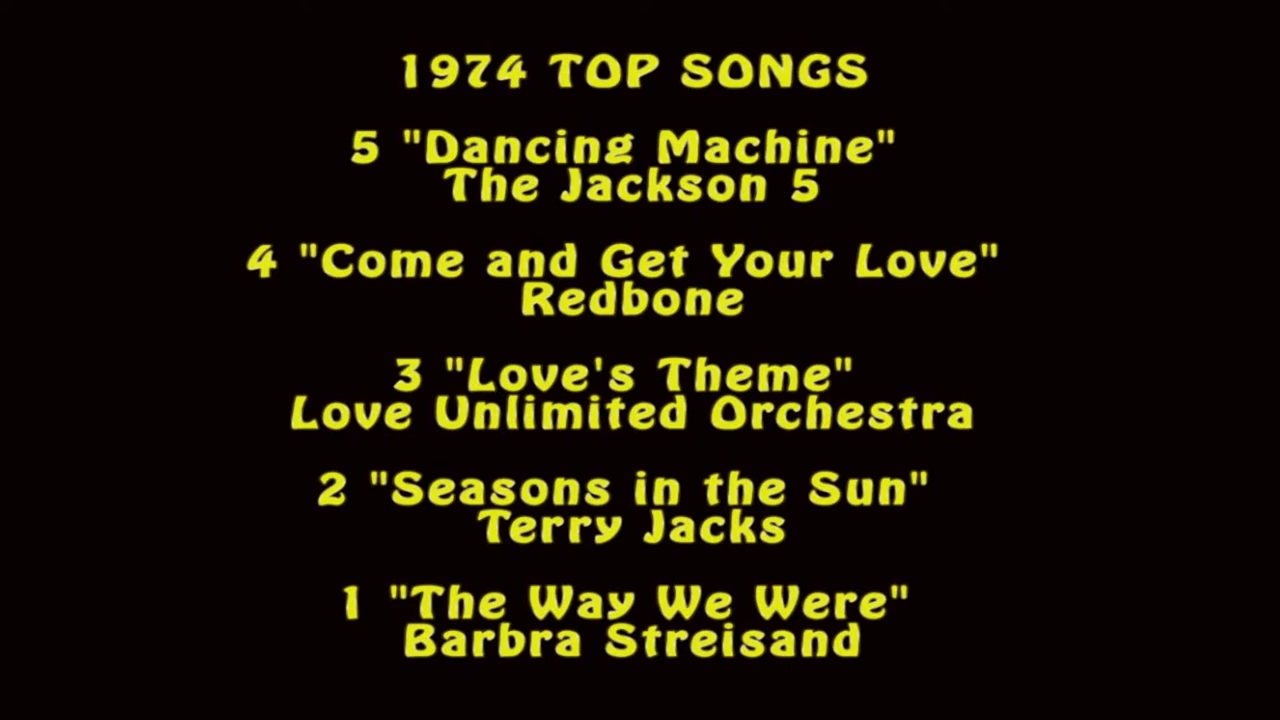 1974 TOP SONGS
5 "Dancing Machine"
The Jackson 5
4 "Come and Get Your Love"
Redbone
3 "Love's Theme"
Love Unlimited Orchestra
2 "Seasons in the Sun"
Terry Jacks
1 "The Way We Were"
Barbra Streisand